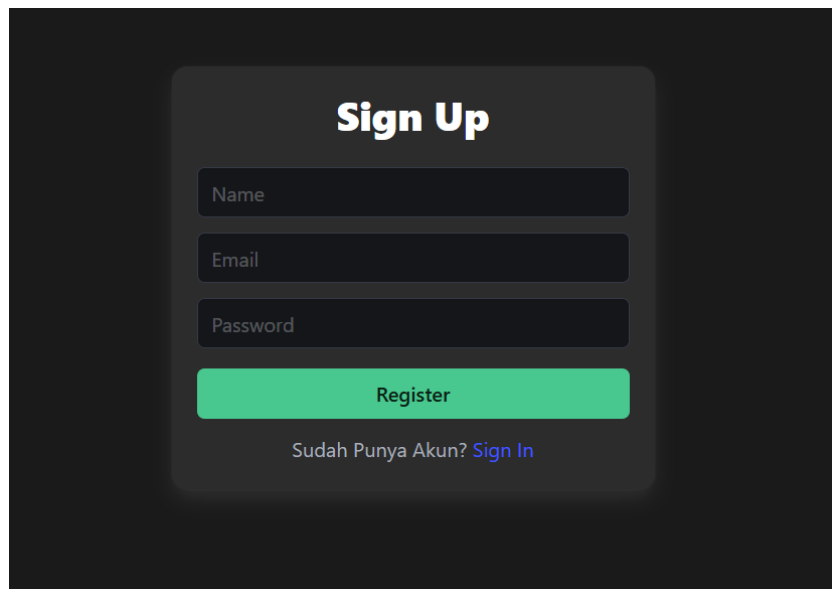 Sign Up
Name
Email
Password
Register
Sudah Punya Akun? Sign In